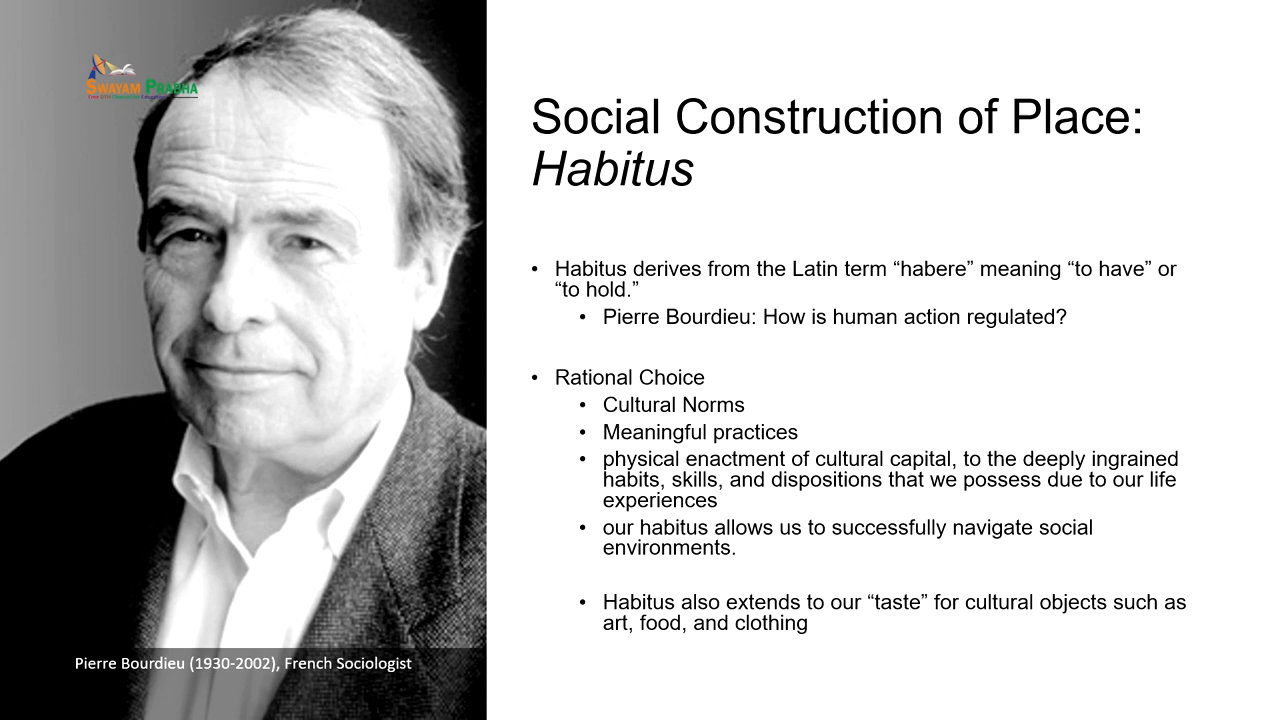 SWAYAM PRABHA
Social Construction of Place:
Habitus
• Habitus derives from the Latin term “habere” meaning “to have” or
“to hold.”
• Pierre Bourdieu: How is human action regulated?
• Rational Choice
• Cultural Norms
• Meaningful practices
• physical enactment of cultural capital, to the deeply ingrained
habits, skills, and dispositions that we possess due to our life
experiences
• our habitus allows us to successfully navigate social
environments.
• Habitus also extends to our “taste” for cultural objects such as
art, food, and clothing
Pierre Bourdieu (1930-2002), French Sociologist